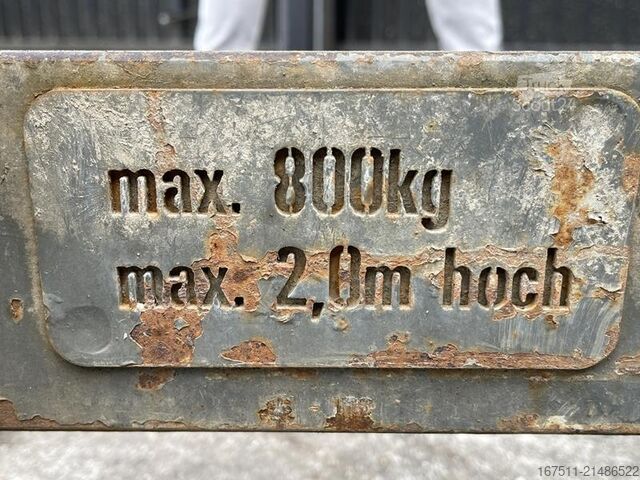 max. 800kg
max. 2,0m hoch
167511-21486522